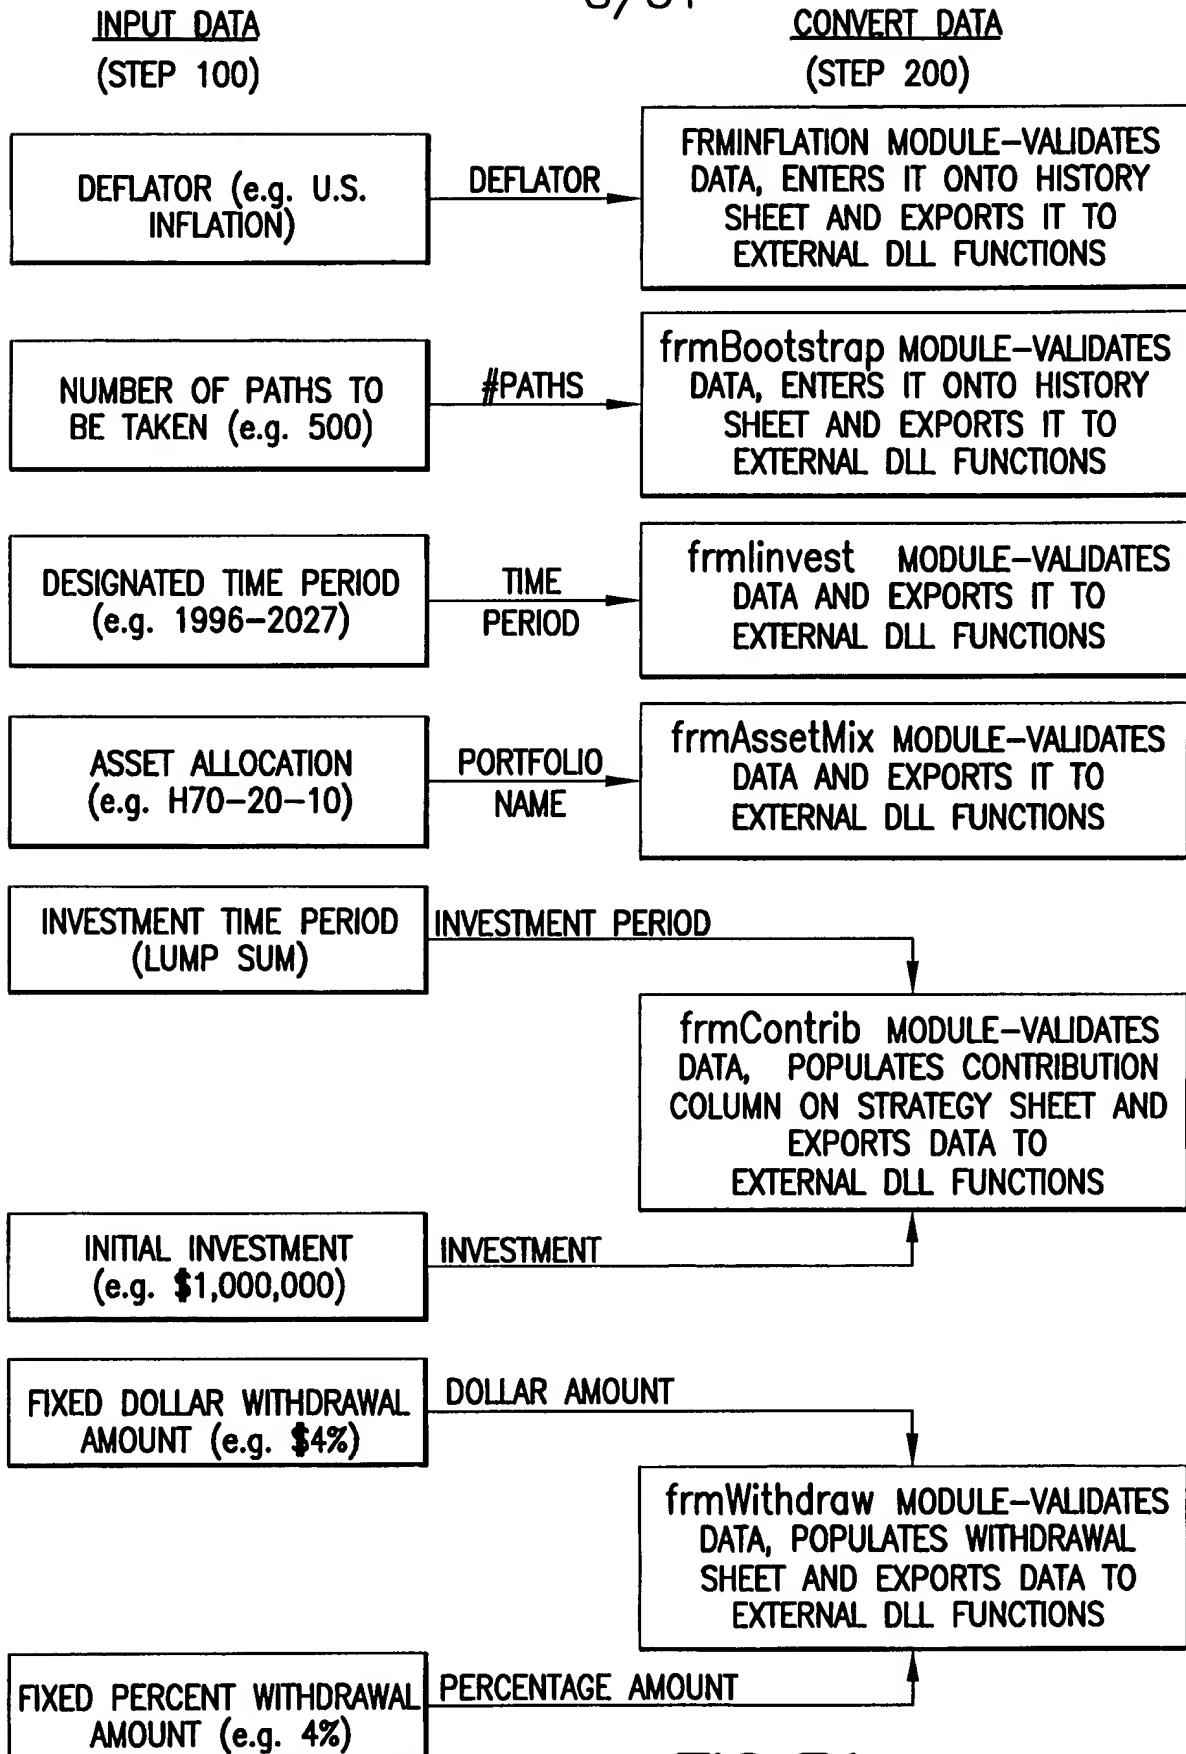 INPUT DATA
(STEP 100)
CONVERT DATA
(STEP 200)
DEFLATOR (e.g. U.S.
INFLATION)
DEFLATOR
FRMINFLATION MODULE-VALIDATES
DATA, ENTERS IT ONTO HISTORY
SHEET AND EXPORTS IT TO
EXTERNAL DLL FUNCTIONS
NUMBER OF PATHS TO
BE TAKEN (e.g. 500)
#PATHS
frmBootstrap MODULE-VALIDATES
DATA, ENTERS IT ONTO HISTORY
SHEET AND EXPORTS IT TO
EXTERNAL DLL FUNCTIONS
DESIGNATED TIME PERIOD
(e.g. 1996-2027)
TIME
PERIOD
frmIinvest MODULE-VALIDATES
DATA AND EXPORTS IT TO
EXTERNAL DLL FUNCTIONS
ASSET ALLOCATION
(e.g. H70-20-10)
PORTFOLIO
NAME
frmAssetMix MODULE-VALIDATES
DATA AND EXPORTS IT TO
EXTERNAL DLL FUNCTIONS
INVESTMENT TIME PERIOD
(LUMP SUM)
INVESTMENT PERIOD
frmContrib MODULE-VALIDATES
DATA, POPULATES CONTRIBUTION
COLUMN ON STRATEGY SHEET AND
EXPORTS DATA TO
EXTERNAL DLL FUNCTIONS
INITIAL INVESTMENT
(e.g. $1,000,000)
INVESTMENT
FIXED DOLLAR WITHDRAWAL
AMOUNT (e.g. $4%)
DOLLAR AMOUNT
frmWithdraw MODULE-VALIDATES
DATA, POPULATES WITHDRAWAL
SHEET AND EXPORTS DATA TO
EXTERNAL DLL FUNCTIONS
FIXED PERCENT WITHDRAWAL
AMOUNT (e.g. 4%)
PERCENTAGE AMOUNT